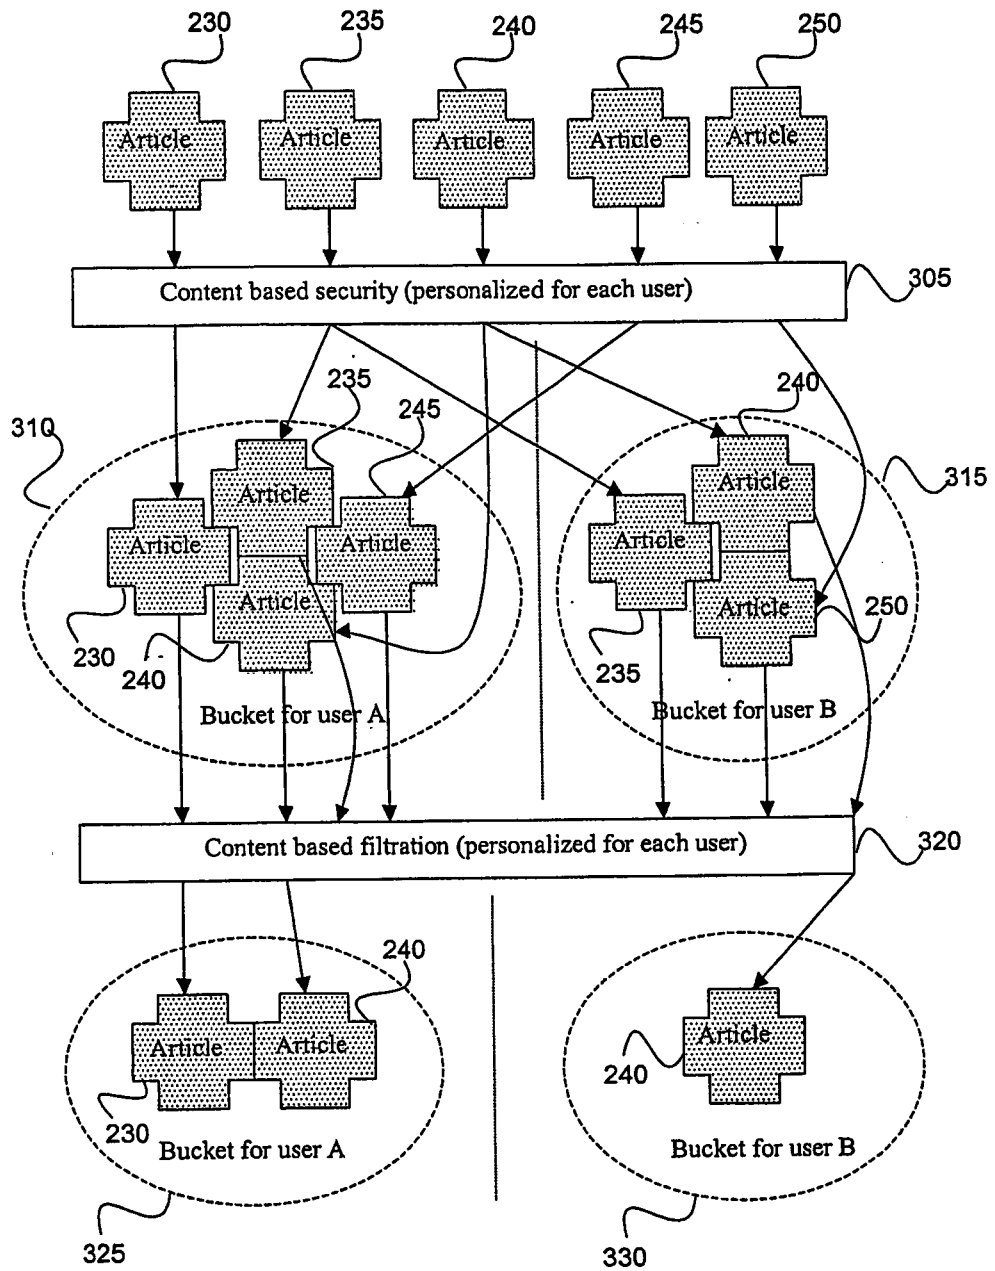 230 235 240 245 250
Article Article Article Article Article
Content based security (personalized for each user)
305
235
240
245
310
315
Article
Article
Article
Article
Article
Article
Article
250
230
240
235
Bucket for user A
Bucket for user B
Content based filtration (personalized for each user)
320
240
Article Article
Article
240
230
Bucket for user A
Bucket for user B
325
330